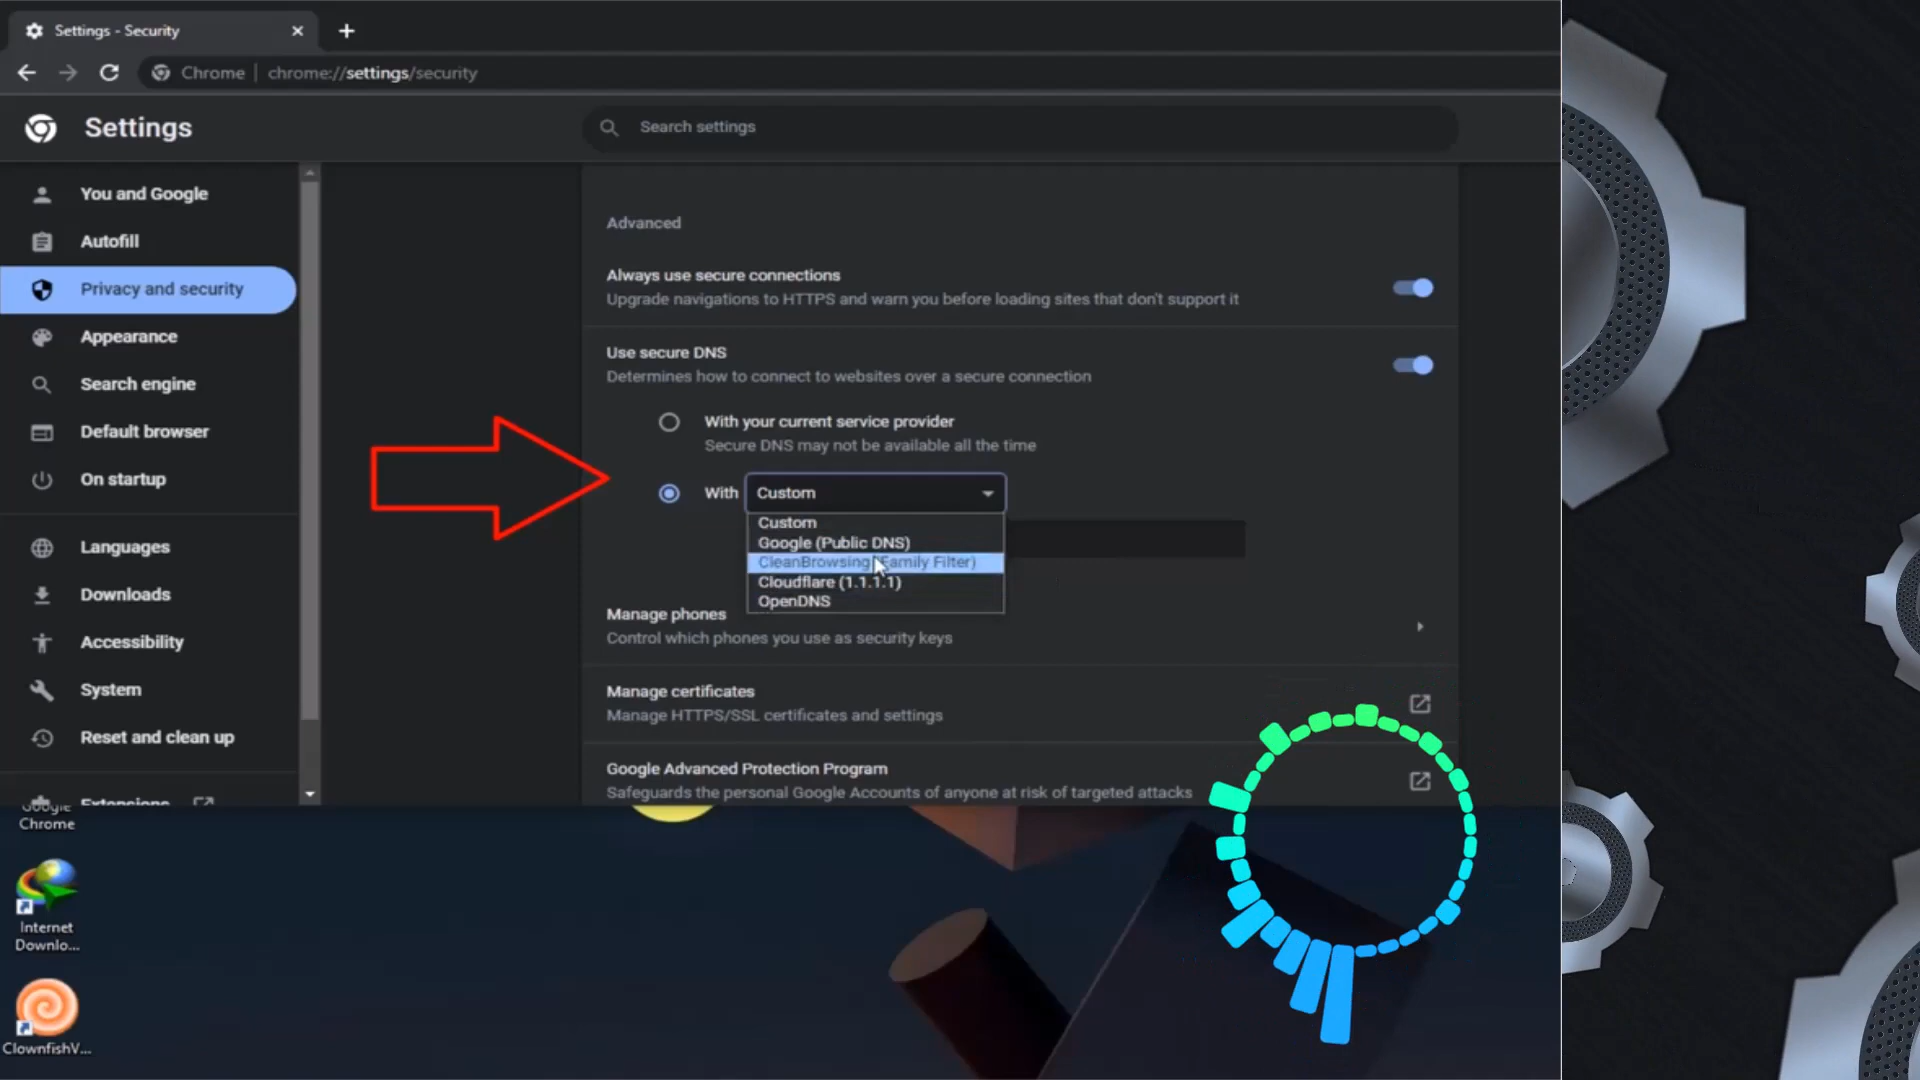 Settings - Security
Chrome | chrome://settings/security
Settings
Search settings
You and Google
Autofill
Privacy and security
Appearance
Search engine
Default browser
On startup
Languages
Downloads
Accessibility
System
Reset and clean up
Extensions
Advanced
Always use secure connections
Upgrade navigations to HTTPS and warn you before loading sites that don't support it
Use secure DNS
Determines how to connect to websites over a secure connection
With your current service provider
Secure DNS may not be available all the time
With Custom
Custom
Google (Public DNS)
CleanBrowsing (Family Filter)
Cloudflare (1.1.1.1)
OpenDNS
Manage phones
Control which phones you use as security keys
Manage certificates
Manage HTTPS/SSL certificates and settings
Google Advanced Protection Program
Safeguards the personal Google Accounts of anyone at risk of targeted attacks
Google
Chrome
Internet
Downlo...
ClownfishV...